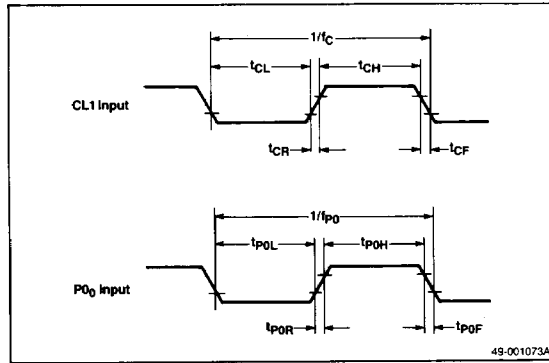 1/fC
tCL
tCH
CL1 Input
tCR
tCF
1/fP0
tP0L
tP0H
P00 Input
tP0R
tP0F
49-001073A